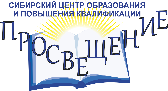 СИБИРСКИЙ ЦЕНТР ОБРАЗОВАНИЯ
И ПОВЫШЕНИЯ КВАЛИФИКАЦИИ
ПРОСВЕЩЕНИЕ